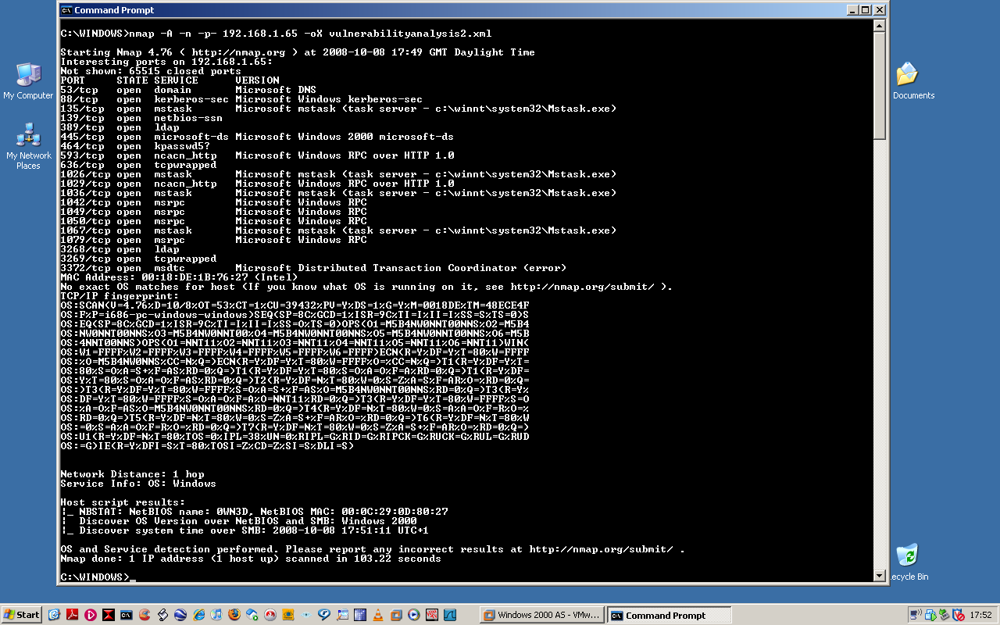 Command Prompt
C:\WINDOWS>nmap -A -n -p- 192.168.1.65 -oX vulnerabilityanalysis2.xml
Starting Nmap 4.76 ( http://nmap.org ) at 2008-10-08 17:49 GMT Daylight Time
Interesting ports on 192.168.1.65:
Not shown: 65515 closed ports
PORT     STATE SERVICE      VERSION
53/tcp   open  domain       Microsoft DNS
88/tcp   open  kerberos-sec Microsoft Windows kerberos-sec
135/tcp  open  mstask       Microsoft mstask (task server - c:\winnt\system32\Mstask.exe)
139/tcp  open  netbios-ssn
389/tcp  open  ldap
445/tcp  open  microsoft-ds Microsoft Windows 2000 microsoft-ds
464/tcp  open  kpasswd5?
593/tcp  open  ncacn_http   Microsoft Windows RPC over HTTP 1.0
636/tcp  open  tcpwrapped
1026/tcp open  mstask       Microsoft mstask (task server - c:\winnt\system32\Mstask.exe)
1029/tcp open  ncacn_http   Microsoft Windows RPC over HTTP 1.0
1036/tcp open  mstask       Microsoft mstask (task server - c:\winnt\system32\Mstask.exe)
1042/tcp open  msrpc        Microsoft Windows RPC
1049/tcp open  msrpc        Microsoft Windows RPC
1050/tcp open  msrpc        Microsoft Windows RPC
1067/tcp open  mstask       Microsoft mstask (task server - c:\winnt\system32\Mstask.exe)
1079/tcp open  msrpc        Microsoft Windows RPC
3268/tcp open  ldap
3269/tcp open  tcpwrapped
3372/tcp open  msdtc        Microsoft Distributed Transaction Coordinator (error)
MAC Address: 00:18:DE:1B:76:27 (Intel)
No exact OS matches for host (If you know what OS is running on it, see http://nmap.org/submit/ ).
TCP/IP fingerprint:
OS:SCAN(V=4.76%D=10/8%OT=53%CT=1%CU=39432%PV=Y%DS=1%G=Y%M=0018DE%TM=48ECE4F
OS:F%P=i686-pc-windows-windows)SEQ(SP=8C%GCD=1%ISR=9C%TI=I%II=I%SS=S%TS=0)S
OS:EQ(SP=8C%GCD=1%ISR=9C%TI=I%II=I%SS=O%TS=0)OPS(O1=M5B4NW0NNT00NNS%O2=M5B4
OS:NW0NNT00NNS%O3=M5B4NW0NNT00%O4=M5B4NW0NNT00NNS%O5=M5B4NW0NNT00NNS%O6=M5B
OS:4NNT00NNS)OPS(O1=NNT11%O2=NNT11%O3=NNT11%O4=NNT11%O5=NNT11%O6=NNT11)WIN(
OS:W1=FFFF%W2=FFFF%W3=FFFF%W4=FFFF%W5=FFFF%W6=FFFF)ECN(R=Y%DF=Y%T=80%W=FFFF
OS:%O=M5B4NW0NNS%CC=N%Q=)ECN(R=Y%DF=Y%T=80%W=FFFF%O=%CC=N%Q=)T1(R=Y%DF=Y%T=
OS:80%S=O%A=S+%F=AS%RD=0%Q=)T1(R=Y%DF=Y%T=80%S=O%A=O%F=A%RD=0%Q=)T1(R=Y%DF=
OS:Y%T=80%S=O%A=O%F=AS%RD=0%Q=)T2(R=Y%DF=N%T=80%W=0%S=Z%A=S%F=AR%O=%RD=0%Q=
OS:)T3(R=Y%DF=Y%T=80%W=FFFF%S=O%A=S+%F=AS%O=M5B4NW0NNT00NNS%RD=0%Q=)T3(R=Y%
OS:DF=Y%T=80%W=FFFF%S=O%A=O%F=A%O=NNT11%RD=0%Q=)T3(R=Y%DF=Y%T=80%W=FFFF%S=O
OS:%A=O%F=AS%O=M5B4NW0NNT00NNS%RD=0%Q=)T4(R=Y%DF=N%T=80%W=0%S=A%A=O%F=R%O=%
OS:RD=0%Q=)T5(R=Y%DF=N%T=80%W=0%S=Z%A=S+%F=AR%O=%RD=0%Q=)T6(R=Y%DF=N%T=80%W
OS:=0%S=A%A=O%F=R%O=%RD=0%Q=)T7(R=Y%DF=N%T=80%W=0%S=Z%A=S+%F=AR%O=%RD=0%Q=)
OS:U1(R=Y%DF=N%T=80%TOS=0%IPL=38%UN=0%RIPL=G%RID=G%RIPCK=G%RUCK=G%RUL=G%RUD
OS:=G)IE(R=Y%DFI=S%T=80%TOSI=Z%CD=Z%SI=S%DLI=S)
Network Distance: 1 hop
Service Info: OS: Windows
Host script results:
|_ NBSTAT: NetBIOS name: 0WN3D, NetBIOS MAC: 00:0C:29:0D:80:27
|  Discover OS Version over NetBIOS and SMB: Windows 2000
|_ Discover system time over SMB: 2008-10-08 17:51:11 UTC+1
OS and Service detection performed. Please report any incorrect results at http://nmap.org/submit/ .
Nmap done: 1 IP address (1 host up) scanned in 103.22 seconds
C:\WINDOWS>_
My Computer
My Network Places
Documents
ecycle Bin
Start
Windows 2000 AS - VMw...
Command Prompt
17:52